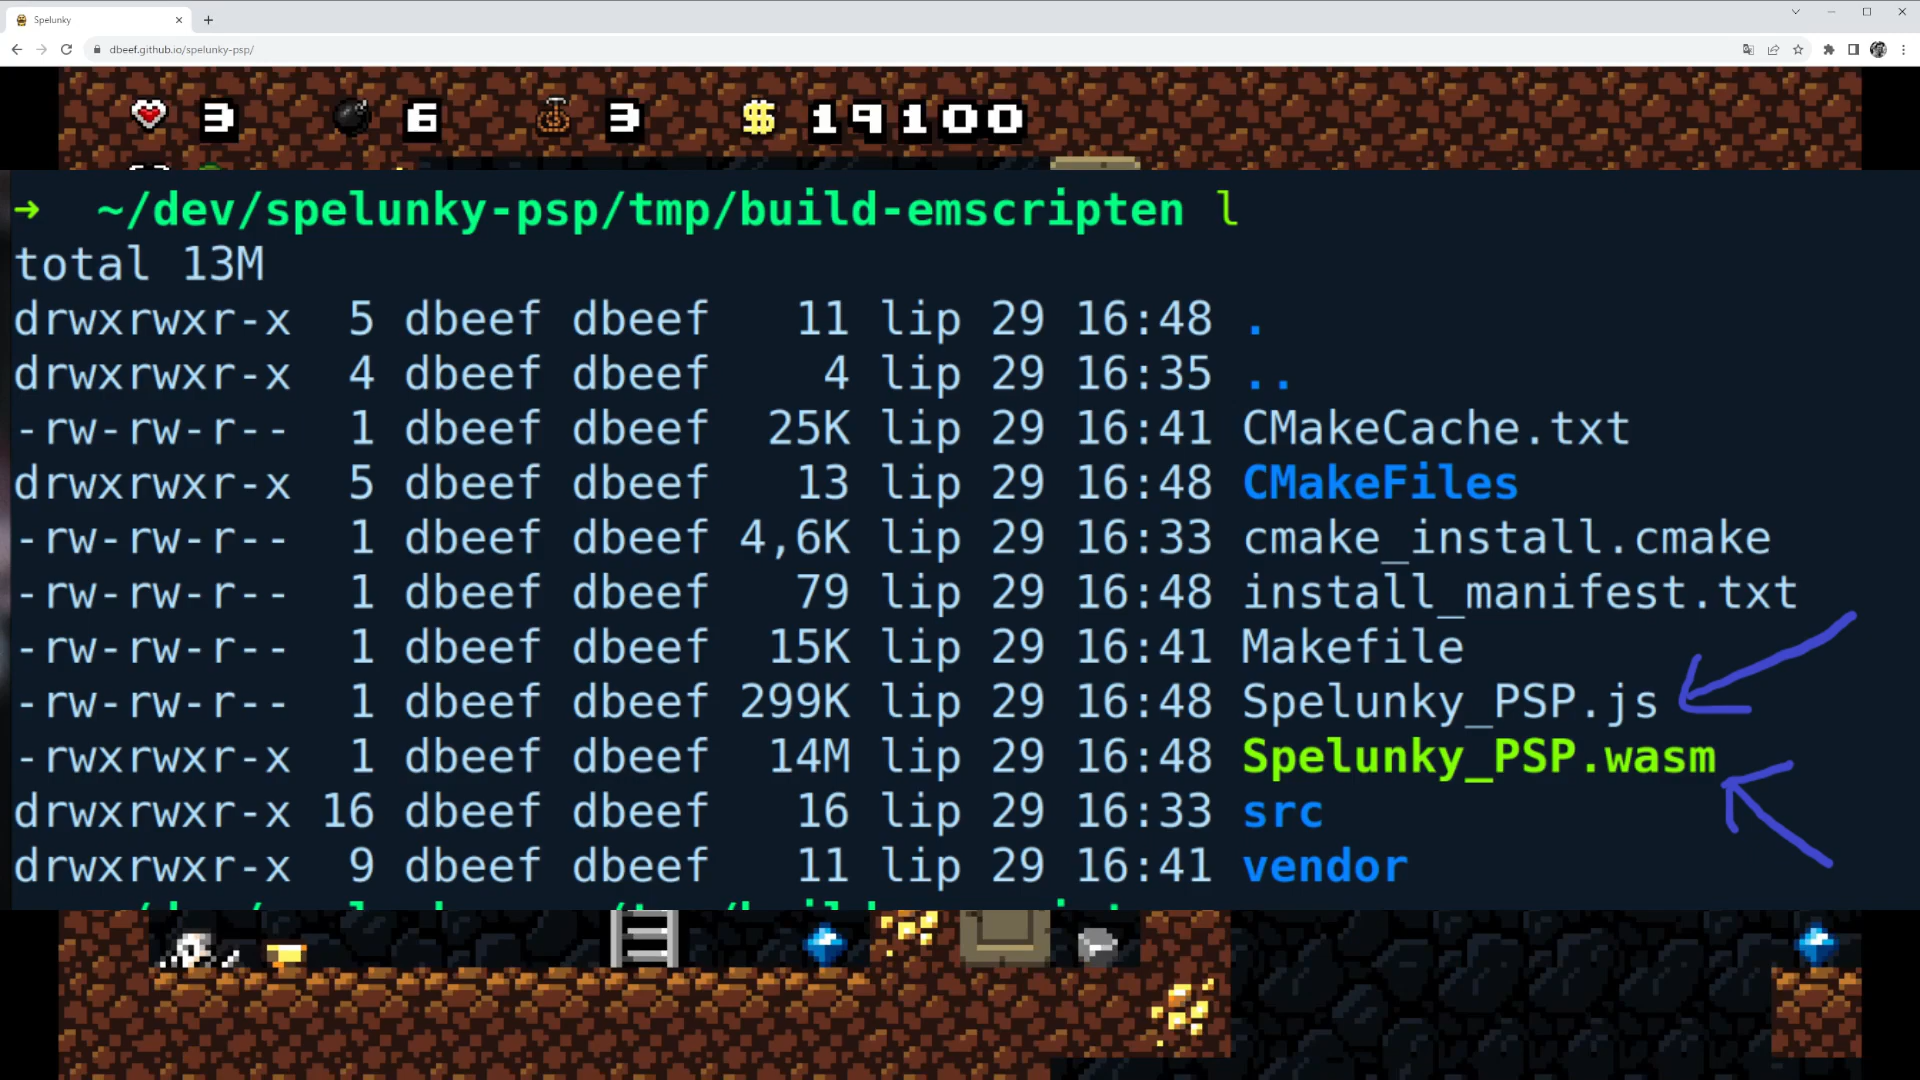 Spelunky
dbeef.github.io/spelunky-psp/
3 6 3 $ 19100
→ ~/dev/spelunky-psp/tmp/build-emscripten l
total 13M
drwxrwxr-x 5 dbeef dbeef 11 lip 29 16:48 .
drwxrwxr-x 4 dbeef dbeef 4 lip 29 16:35 ..
-rw-rw-r-- 1 dbeef dbeef 25K lip 29 16:41 CMakeCache.txt
drwxrwxr-x 5 dbeef dbeef 13 lip 29 16:48 CMakeFiles
-rw-rw-r-- 1 dbeef dbeef 4,6K lip 29 16:33 cmake_install.cmake
-rw-rw-r-- 1 dbeef dbeef 79 lip 29 16:48 install_manifest.txt
-rw-rw-r-- 1 dbeef dbeef 15K lip 29 16:41 Makefile
-rw-rw-r-- 1 dbeef dbeef 299K lip 29 16:48 Spelunky_PSP.js
-rwxrwxr-x 1 dbeef dbeef 14M lip 29 16:48 Spelunky_PSP.wasm
drwxrwxr-x 16 dbeef dbeef 16 lip 29 16:33 src
drwxrwxr-x 9 dbeef dbeef 11 lip 29 16:41 vendor